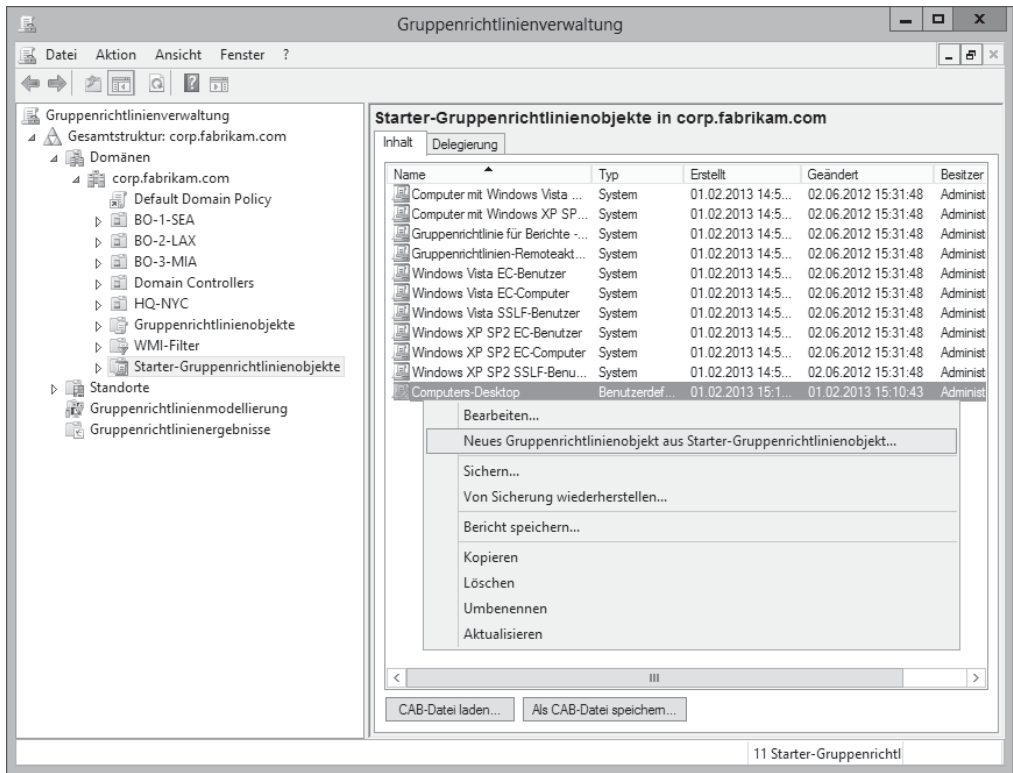 Gruppenrichtlinienverwaltung
Datei Aktion Ansicht Fenster ?
Gruppenrichtlinienverwaltung
Gesamtstruktur: corp.fabrikam.com
Domänen
corp.fabrikam.com
Default Domain Policy
BO-1-SEA
BO-2-LAX
BO-3-MIA
Domain Controllers
HQ-NYC
Gruppenrichtlinienobjekte
WMI-Filter
Starter-Gruppenrichtlinienobjekte
Standorte
Gruppenrichtlinienmodellierung
Gruppenrichtlinienergebnisse
Starter-Gruppenrichtlinienobjekte in corp.fabrikam.com
Inhalt Delegierung
Name Typ Erstellt Geändert Besitzer
Computer mit Windows Vista ... System 01.02.2013 14:5... 02.06.2012 15:31:48 Administ
Computer mit Windows XP SP... System 01.02.2013 14:5... 02.06.2012 15:31:48 Administ
Gruppenrichtlinie für Berichte -... System 01.02.2013 14:5... 02.06.2012 15:31:48 Administ
Gruppenrichtlinien-Remoteakt... System 01.02.2013 14:5... 02.06.2012 15:31:48 Administ
Windows Vista EC-Benutzer System 01.02.2013 14:5... 02.06.2012 15:31:48 Administ
Windows Vista EC-Computer System 01.02.2013 14:5... 02.06.2012 15:31:48 Administ
Windows Vista SSLF-Benutzer System 01.02.2013 14:5... 02.06.2012 15:31:48 Administ
Windows XP SP2 EC-Benutzer System 01.02.2013 14:5... 02.06.2012 15:31:48 Administ
Windows XP SP2 EC-Computer System 01.02.2013 14:5... 02.06.2012 15:31:48 Administ
Windows XP SP2 SSLF-Benu... System 01.02.2013 14:5... 02.06.2012 15:31:48 Administ
Computers-Desktop Benutzerdef... 01.02.2013 15:1... 01.02.2013 15:10:43 Administ
Bearbeiten...
Neues Gruppenrichtlinienobjekt aus Starter-Gruppenrichtlinienobjekt...
Sichern...
Von Sicherung wiederherstellen...
Bericht speichern...
Kopieren
Löschen
Umbenennen
Aktualisieren
CAB-Datei laden... Als CAB-Datei speichern...
11 Starter-Gruppenrichtl